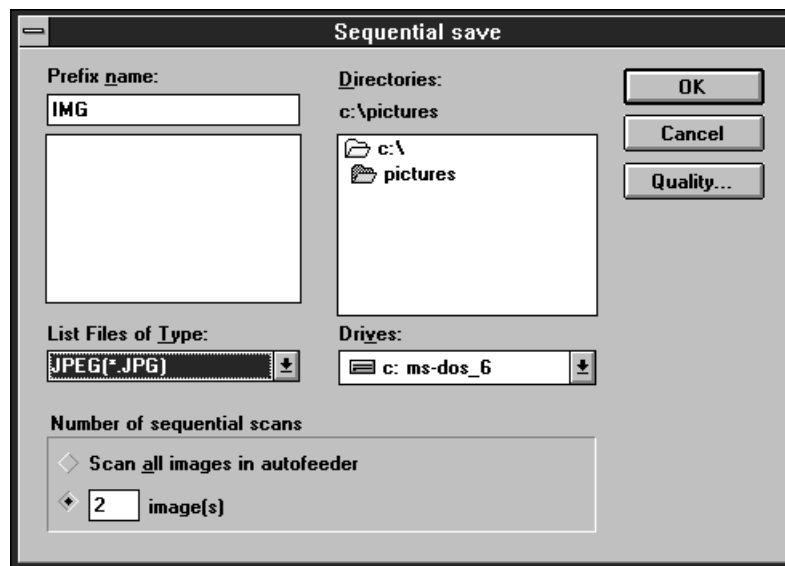 Sequential save
Prefix name:
IMG
Directories:
c:\pictures
c:\
pictures
OK
Cancel
Quality...
List Files of Type:
JPEG(*.JPG)
Drives:
c: ms-dos_6
Number of sequential scans
Scan all images in autofeeder
2 image(s)